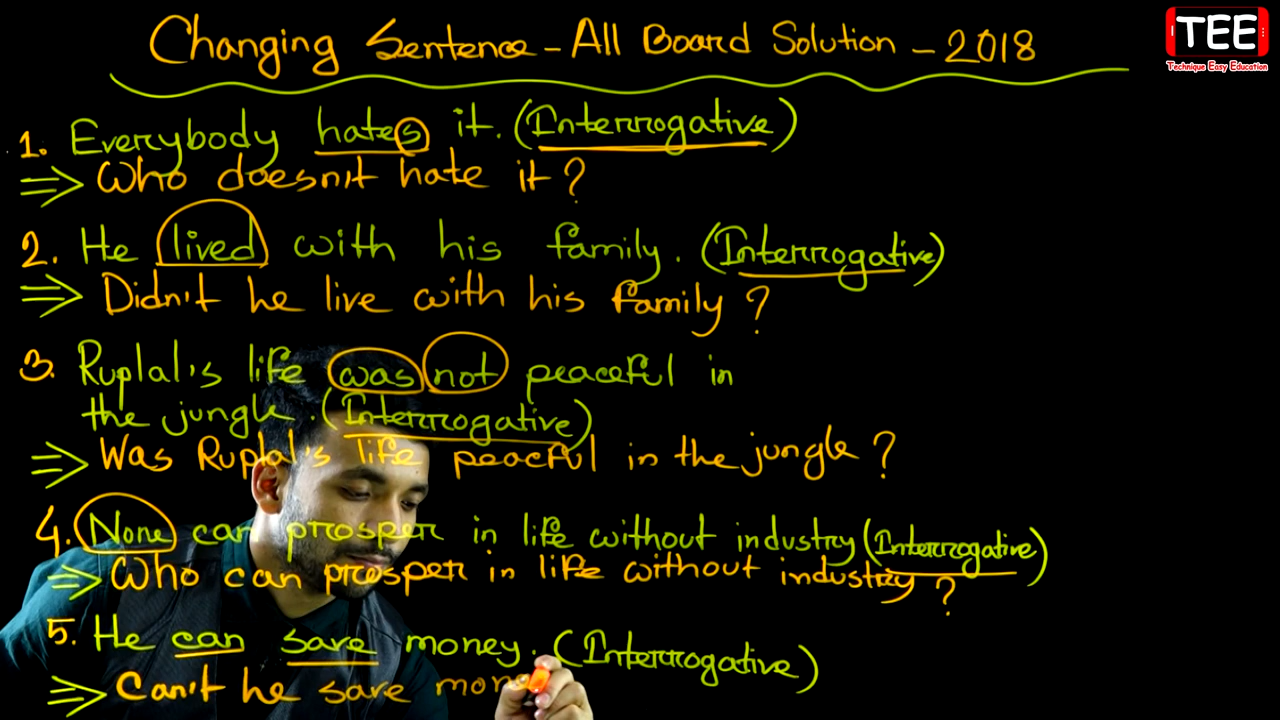 Changing Sentence - All Board Solution - 2018
TEE
Technique Easy Education
1. Everybody hates it. (Interrogative)
⇒ Who doesn't hate it?
2. He lived with his family. (Interrogative)
⇒ Didn't he live with his family?
3. Ruplal's life was not peaceful in
the jungle. (Interrogative)
⇒ Was Ruplal's life peacful in the jungle?
4. None can prosper in life without industry (Interrogative)
⇒ Who can prosper in life without industry?
5. He can save money. (Interrogative)
⇒ Can't he save mon